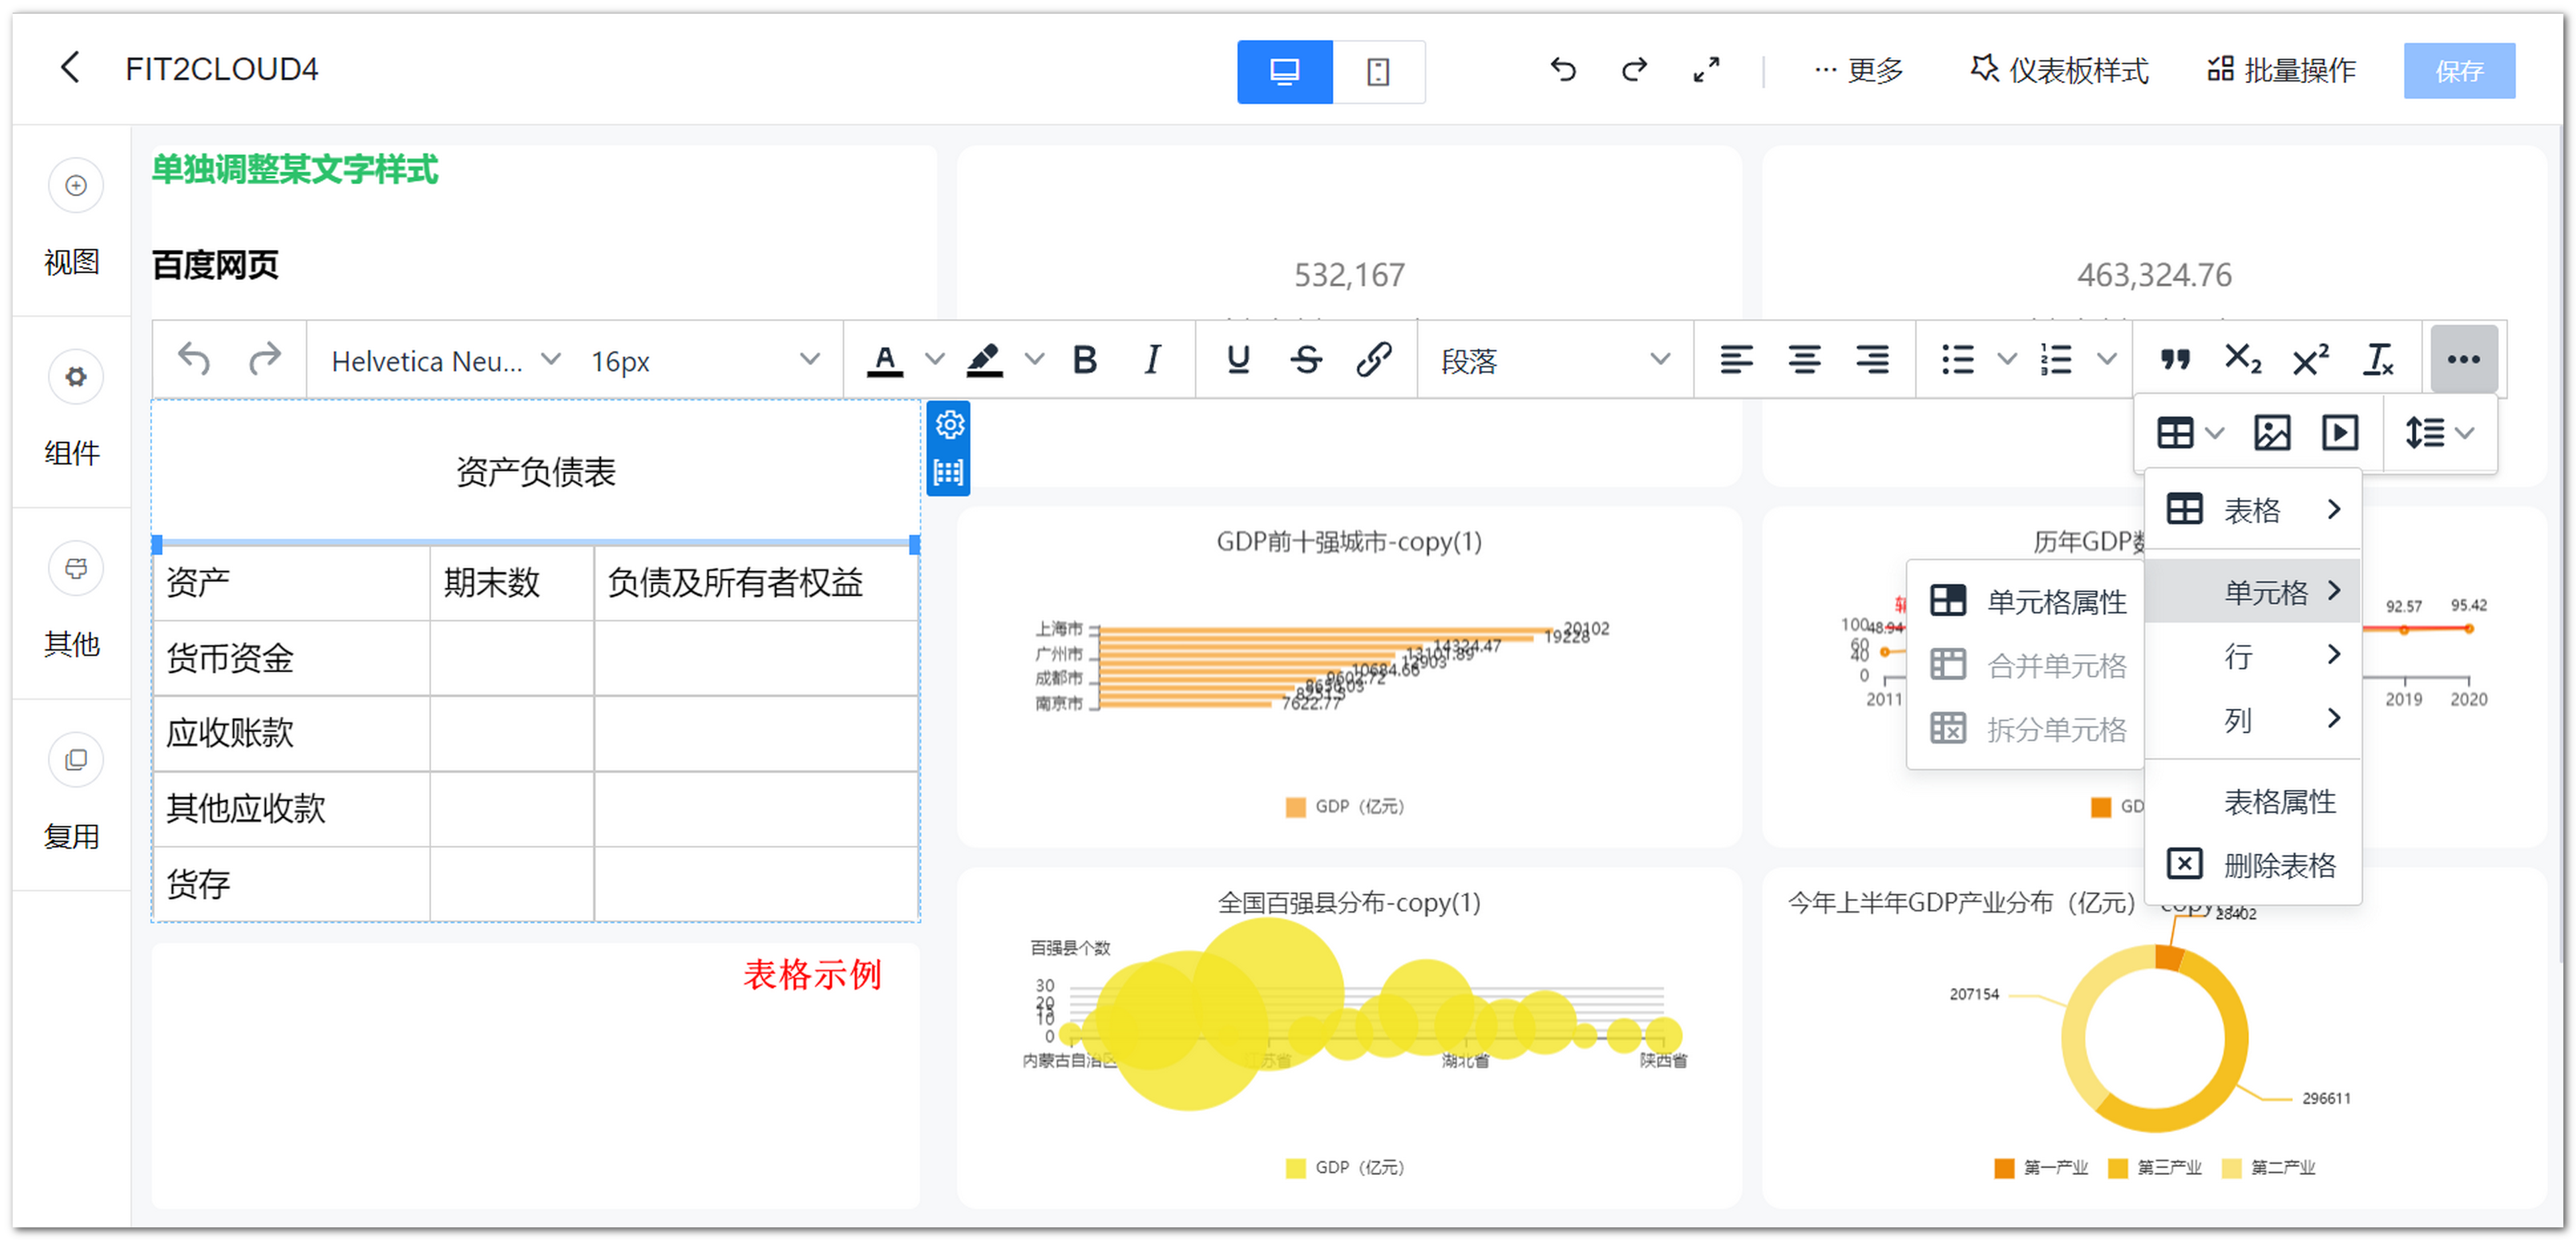 FIT2CLOUD4
更多
仪表板样式
批量操作
保存
视图
组件
其他
复用
单独调整某文字样式
百度网页
532,167
463,324.76
Helvetica Neu...
16px
段落
资产负债表
资产 期末数 负债及所有者权益
货币资金
应收账款
其他应收款
货存
表格示例
表格
单元格
行
列
表格属性
删除表格
单元格属性
合并单元格
拆分单元格
GDP前十强城市-copy(1)
上海市
广州市
成都市
南京市
20102
19228
14324.47
13101.89
12903
10684.66
9602.72
7622.77
GDP（亿元）
历年GDP
100
60
40
0
48.94
92.57
95.42
2011
2019
2020
全国百强县分布-copy(1)
百强县个数
30
20
10
0
内蒙古自治区
湖北省
陕西省
GDP（亿元）
今年上半年GDP产业分布（亿元）
28402
207154
296611
第一产业
第三产业
第二产业